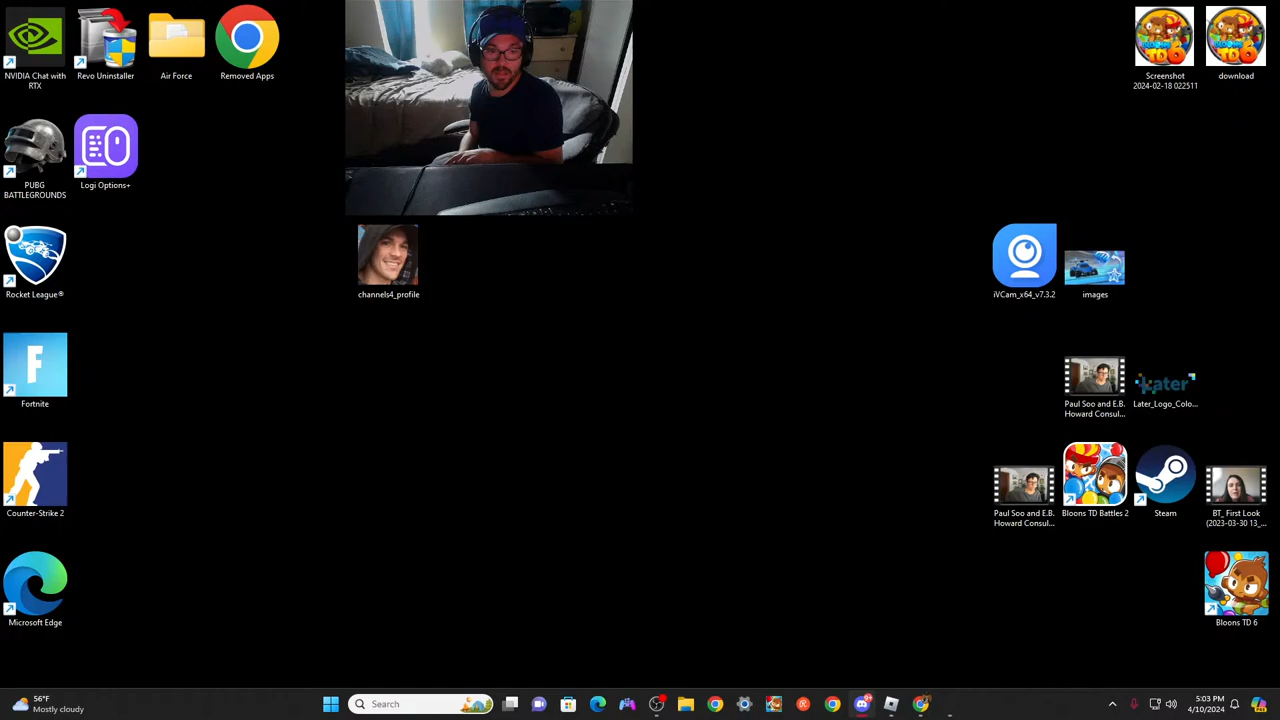 NVIDIA Chat with
RTX
Revo Uninstaller
Air Force
Removed Apps
Screenshot
2024-02-18 022511
download
PUBG
BATTLEGROUNDS
Logi Options+
Rocket League®
channels4_profile
iVCam_x64_v7.3.2
images
Fortnite
Paul Soo and E.B.
Howard Consul...
Later
Later_Logo_Colo...
Counter-Strike 2
Paul Soo and E.B.
Howard Consul...
Bloons TD Battles 2
Steam
BT_ First Look
(2023-03-30 13_...
Microsoft Edge
Bloons TD 6
56°F
Mostly cloudy
Search
5:03 PM
4/10/2024